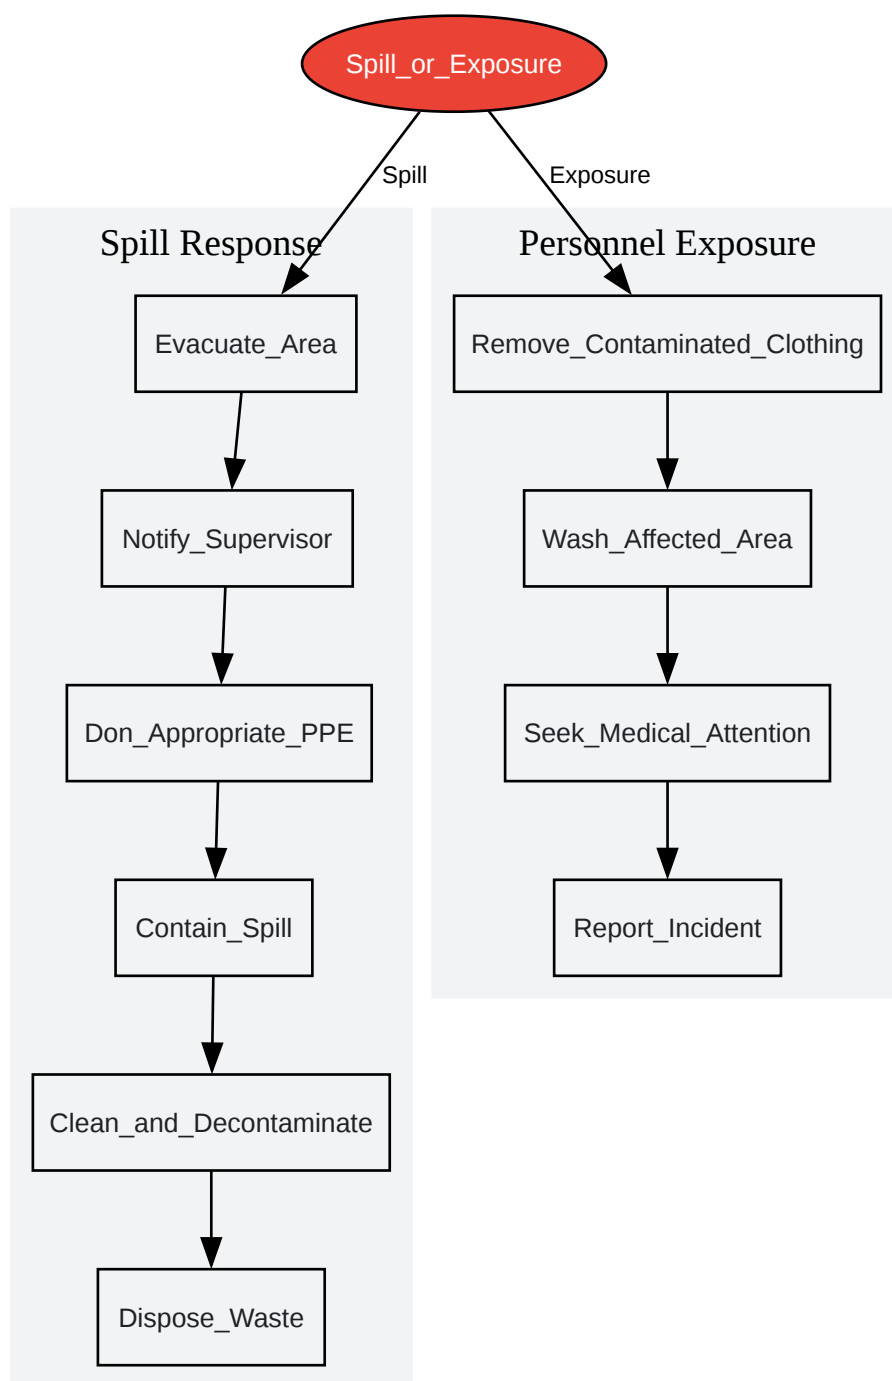 Spill_or_Exposure
Spill
Exposure
Spill Response
Evacuate_Area
Notify_Supervisor
Don_Appropriate_PPE
Contain_Spill
Clean_and_Decontaminate
Dispose_Waste
Personnel Exposure
Remove_Contaminated_Clothing
Wash_Affected_Area
Seek_Medical_Attention
Report_Incident